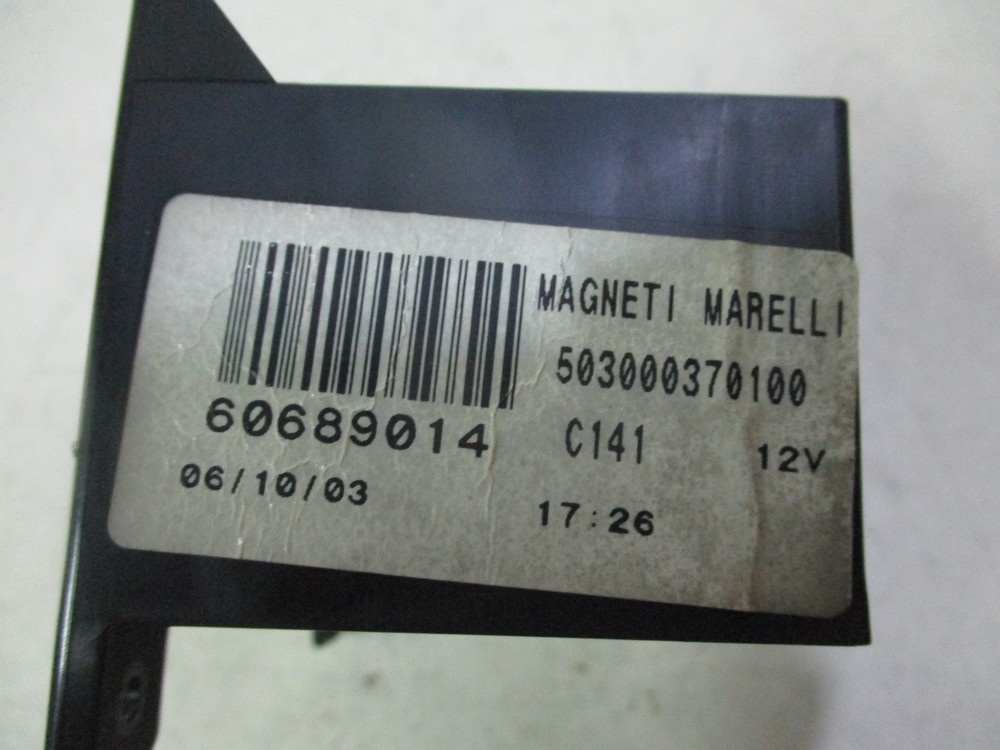 MAGNETI MARELLI
503000370100
60689014
C141 12V
06/10/03
17:26